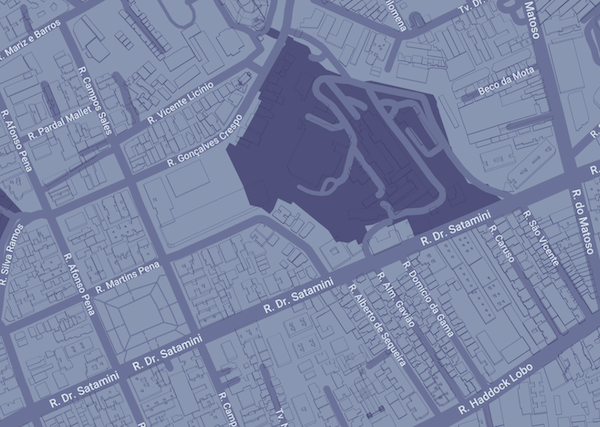 R. Mariz e Barros
Tv. Dr.
Matoso
R. Campos Sales
Beco da Mota
R. Vicente Licínio
R. Pardal Mallet
R. Afonso Pena
R. Gonçalves Crespo
R. Silva Ramos
R. do Matoso
R. São Vicente
R. Caruso
R. Dr. Satamini
R. Afonso Pena
R. Martins Pena
R. Domício da Gama
R. Alm. Gavião
R. Alberto de Sequeira
R. Dr. Satamini
R. Dr. Satamini
R. Dr. Satamini
R. Haddock Lobo
R. Camp
Tv.